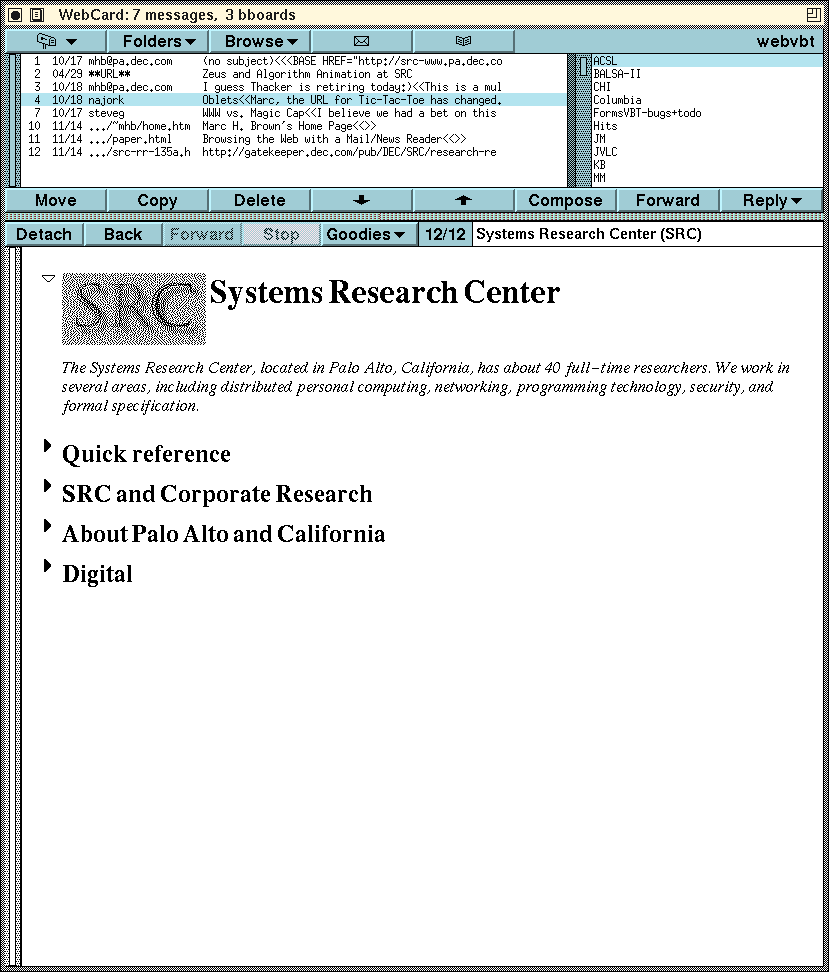 WebCard: 7 messages, 3 bboards
Folders Browse webvbt
1 10/17 mhb@pa.dec.com (no subject)<<<BASE HREF="http://src-www.pa.dec.co
2 04/29 **URL** Zeus and Algorithm Animation at SRC
3 10/18 mhb@pa.dec.com I guess Thacker is retiring today:)<<This is a mul
4 10/18 najork Oblets<<Marc, the URL for Tic-Tac-Toe has changed.
7 10/17 steveg WWW vs. Magic Cap<<I believe we had a bet on this
10 11/14 .../~mhb/home.htm Marc H. Brown's Home Page<<>>
11 11/14 .../paper.html Browsing the Web with a Mail/News Reader<<>>
12 11/14 .../src-rr-135a.h http://gatekeeper.dec.com/pub/DEC/SRC/research-re
ACSL
BALSA-II
CHI
Columbia
FormsVBT-bugs+todo
Hits
JM
JVLC
KB
MM
Move Copy Delete Compose Forward Reply
Detach Back Forward Stop Goodies 12/12 Systems Research Center (SRC)
SRC Systems Research Center
The Systems Research Center, located in Palo Alto, California, has about 40 full-time researchers. We work in
several areas, including distributed personal computing, networking, programming technology, security, and
formal specification.
Quick reference
SRC and Corporate Research
About Palo Alto and California
Digital